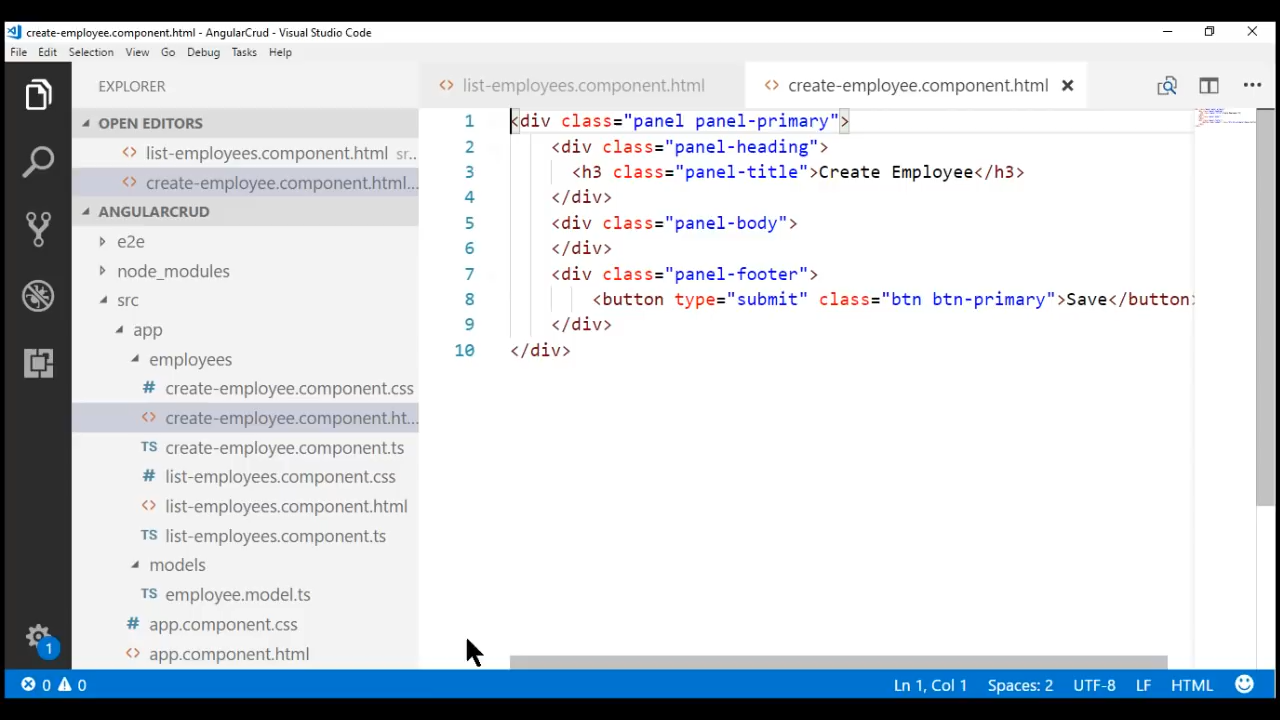 create-employee.component.html - AngularCrud - Visual Studio Code
File Edit Selection View Go Debug Tasks Help
EXPLORER
list-employees.component.html
create-employee.component.html
OPEN EDITORS
list-employees.component.html sr...
create-employee.component.html...
ANGULARCRUD
e2e
node_modules
src
app
employees
create-employee.component.css
create-employee.component.ht...
TS create-employee.component.ts
# list-employees.component.css
<> list-employees.component.html
TS list-employees.component.ts
models
TS employee.model.ts
# app.component.css
<> app.component.html
1 <div class="panel panel-primary">
2 <div class="panel-heading">
3 <h3 class="panel-title">Create Employee</h3>
4 </div>
5 <div class="panel-body">
6 </div>
7 <div class="panel-footer">
8 <button type="submit" class="btn btn-primary">Save</button>
9 </div>
10 </div>
1
0 0
Ln 1, Col 1 Spaces: 2 UTF-8 LF HTML